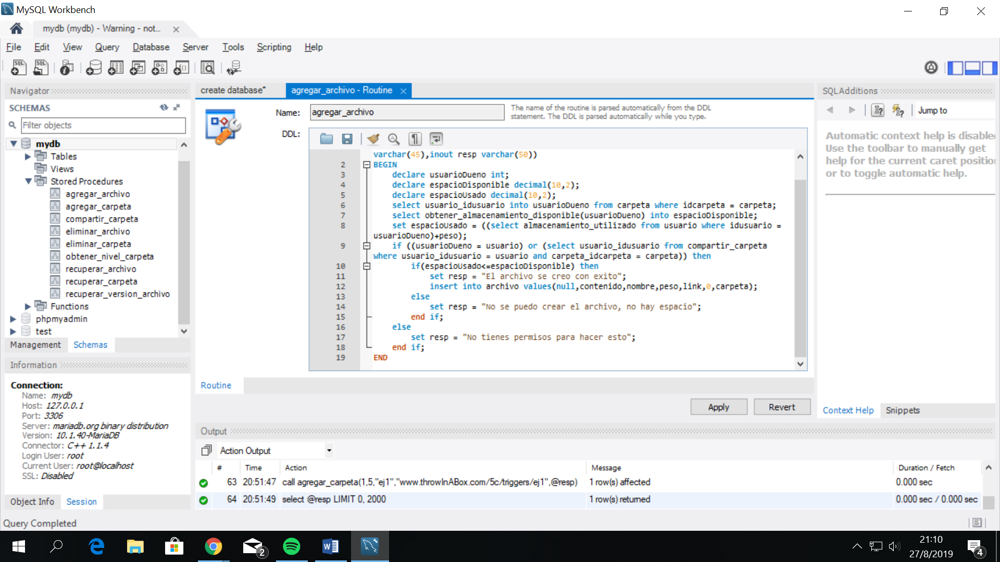 MySQL Workbench
mydb (mydb) - Warning - not...
File Edit View Query Database Server Tools Scripting Help
Navigator
SCHEMAS
Filter objects
mydb
Tables
Views
Stored Procedures
agregar_archivo
agregar_carpeta
compartir_carpeta
eliminar_archivo
eliminar_carpeta
obtener_nivel_carpeta
recuperar_archivo
recuperar_carpeta
recuperar_version_archivo
Functions
phpmyadmin
test
Management Schemas
Information
Connection:
Name: mydb
Host: 127.0.0.1
Port: 3306
Server: mariadb.org binary distribution
Version: 10.1.40-MariaDB
Connector: C++ 1.1.4
Login User: root
Current User: root@localhost
SSL: Disabled
Object Info Session
Query Completed
create database* agregar_archivo - Routine
Name: agregar_archivo
The name of the routine is parsed automatically from the DDL
statement. The DDL is parsed automatically while you type.
DDL:
varchar(45),inout resp varchar(50))
2 BEGIN
3 declare usuarioDueno int;
4 declare espacioDisponible decimal(10,2);
5 declare espacioUsado decimal(10,2);
6 select usuario_idusuario into usuarioDueno from carpeta where idcarpeta = carpeta;
7 select obtener_almacenamiento_disponible(usuarioDueno) into espacioDisponible;
8 set espacioUsado = ((select almacenamiento_utilizado from usuario where idusuario =
usuarioDueno)+peso);
9 if ((usuarioDueno = usuario) or (select usuario_idusuario from compartir_carpeta
where usuario_idusuario = usuario and carpeta_idcarpeta = carpeta)) then
10 if(espacioUsado<=espacioDisponible) then
11 set resp = "El archivo se creo con exito";
12 insert into archivo values(null,contenido,nombre,peso,link,0,carpeta);
13 else
14 set resp = "No se puedo crear el archivo, no hay espacio";
15 end if;
16 else
17 set resp = "No tienes permisos para hacer esto";
18 end if;
19 END
Routine
Apply Revert
SQLAdditions
Jump to
Automatic context help is disable
Use the toolbar to manually get
help for the current caret positio
or to toggle automatic help.
Context Help Snippets
Output
Action Output
# Time Action Message Duration / Fetch
63 20:51:47 call agregar_carpeta(1,5,"ej1","www.throwInABox.com/5c/triggers/ej1",@resp) 1 row(s) affected 0.000 sec
64 20:51:49 select @resp LIMIT 0, 2000 1 row(s) returned 0.000 sec / 0.000 sec
2
21:10
27/8/2019
4